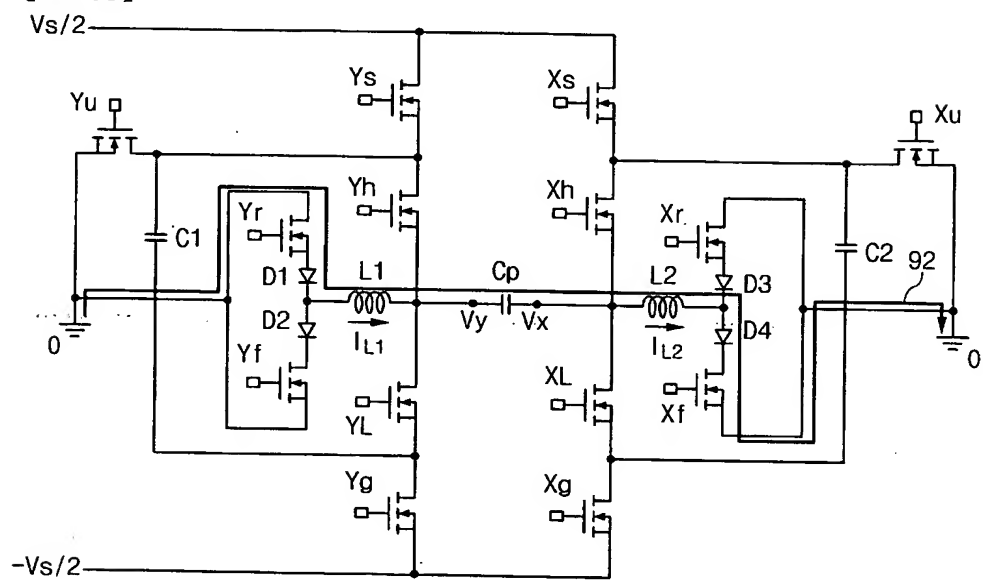 Vs/2
Ys
Xs
Yu
Xu
Yh
Xh
Yr
Xr
C1
C2
92
D1
L1
Cp
L2
D3
D2
Vy
Vx
D4
0
IL1
IL2
0
Yf
YL
XL
Xf
Yg
Xg
-Vs/2